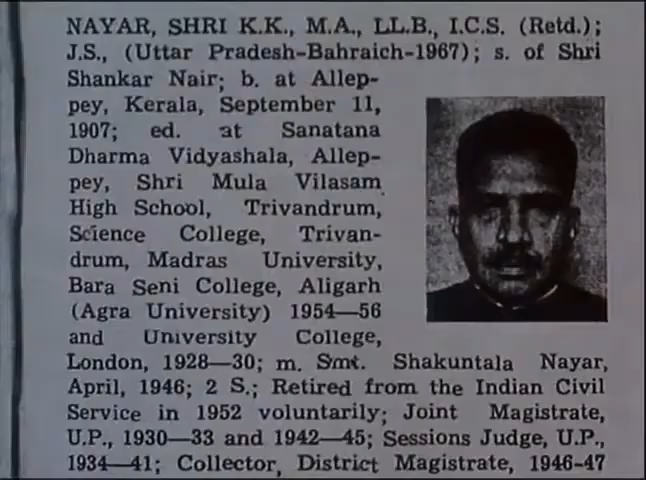 NAYAR, SHRI K.K., M.A., LL.B., I.C.S. (Retd.);
J.S., (Uttar Pradesh-Bahraich-1967); s. of Shri
Shankar Nair; b. at Allep-
pey, Kerala, September 11,
1907; ed. at Sanatana
Dharma Vidyashala, Allep-
pey, Shri Mula Vilasam
High School, Trivandrum,
Science College, Trivan-
drum, Madras University,
Bara Seni College, Aligarh
(Agra University) 1954—56
and University College,
London, 1928—30; m. Smt. Shakuntala Nayar,
April, 1946; 2 S.; Retired from the Indian Civil
Service in 1952 voluntarily; Joint Magistrate,
U.P., 1930—33 and 1942—45; Sessions Judge, U.P.,
1934—41; Collector, District Magistrate, 1946-47